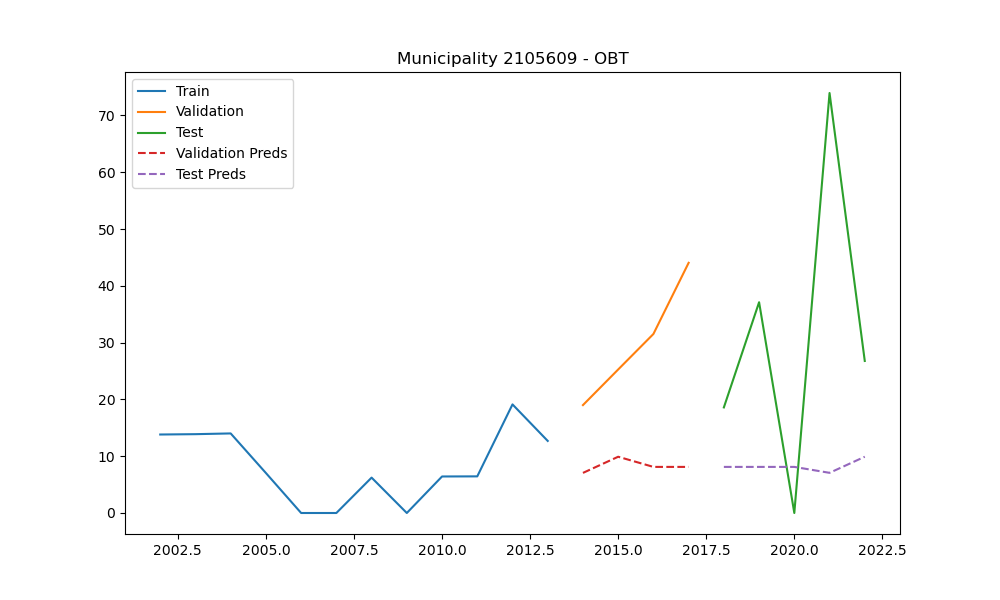 Municipality 2105609 - OBT
Train
Validation
Test
Validation Preds
Test Preds
70
60
50
40
30
20
10
0
2002.5 2005.0 2007.5 2010.0 2012.5 2015.0 2017.5 2020.0 2022.5